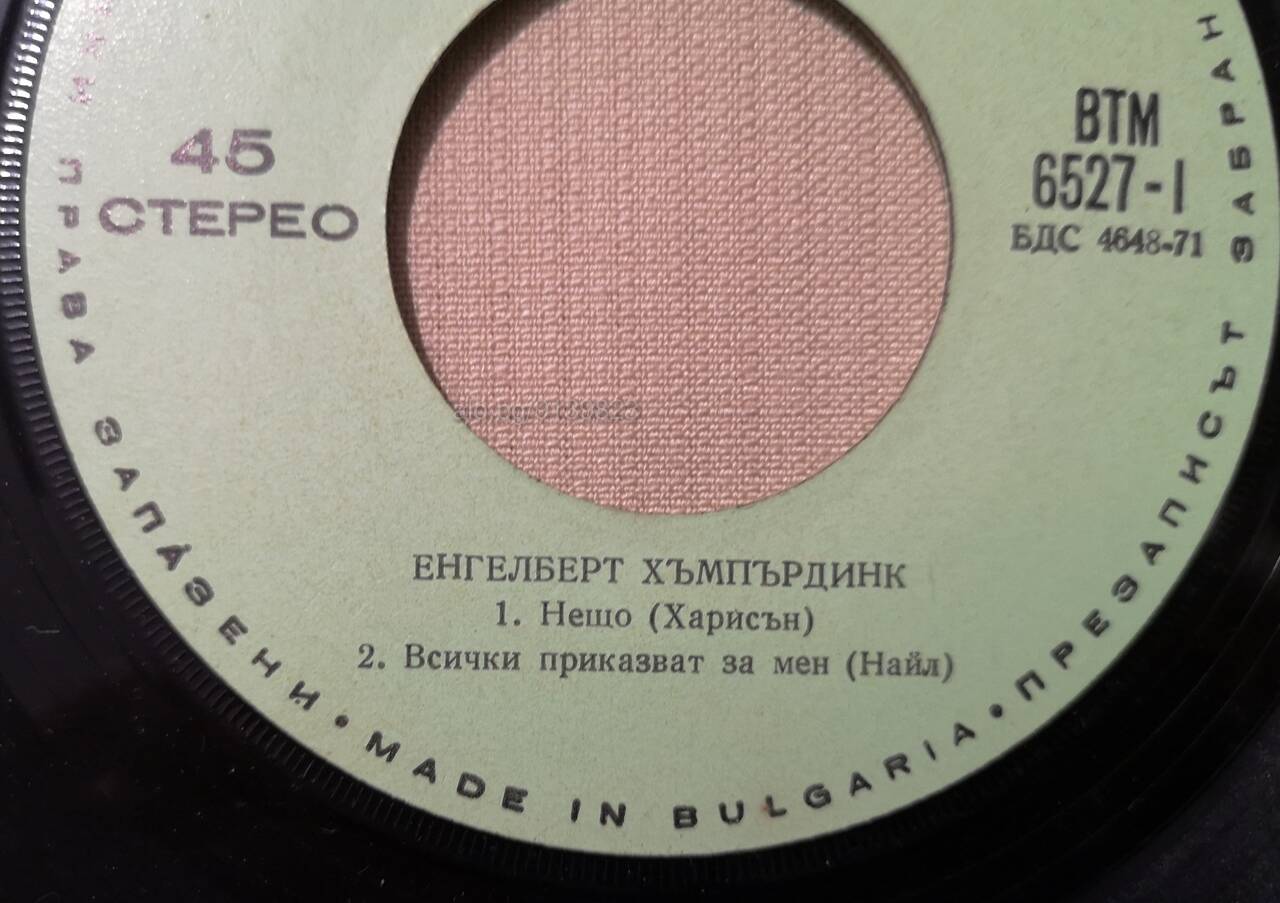 45
СТЕРЕО
ВТМ
6527-1
БДС 4648-71
ЕНГЕЛБЕРТ ХЪМПЪРДИНК
1. Нещо (Харисън)
2. Всички приказват за мен (Найл)
ПРАВА ЗАПАЗЕНИ • MADE IN BULGARIA • ПРЕЗАПИСЪТ ЗАБРАН